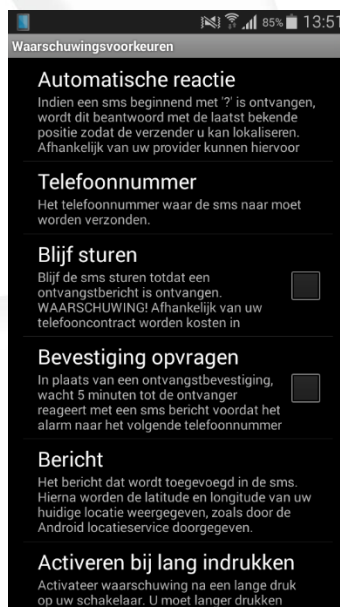 85% 13:51
Waarschuwingsvoorkeuren
Automatische reactie
Indien een sms beginnend met '?' is ontvangen,
wordt dit beantwoord met de laatst bekende
positie zodat de verzender u kan lokaliseren.
Afhankelijk van uw provider kunnen hiervoor
Telefoonnummer
Het telefoonnummer waar de sms naar moet
worden verzonden.
Blijf sturen
Blijf de sms sturen totdat een
ontvangstbericht is ontvangen.
WAARSCHUWING! Afhankelijk van uw
telefooncontract worden kosten in
Bevestiging opvragen
In plaats van een ontvangstbevestiging,
wacht 5 minuten tot de ontvanger
reageert met een sms bericht voordat het
alarm naar het volgende telefoonnummer
Bericht
Het bericht dat wordt toegevoegd in de sms.
Hierna worden de latitude en longitude van uw
huidige locatie weergegeven, zoals door de
Android locatieservice doorgegeven.
Activeren bij lang indrukken
Activateer waarschuwing na een lange druk
op uw schakelaar. U moet langer drukken